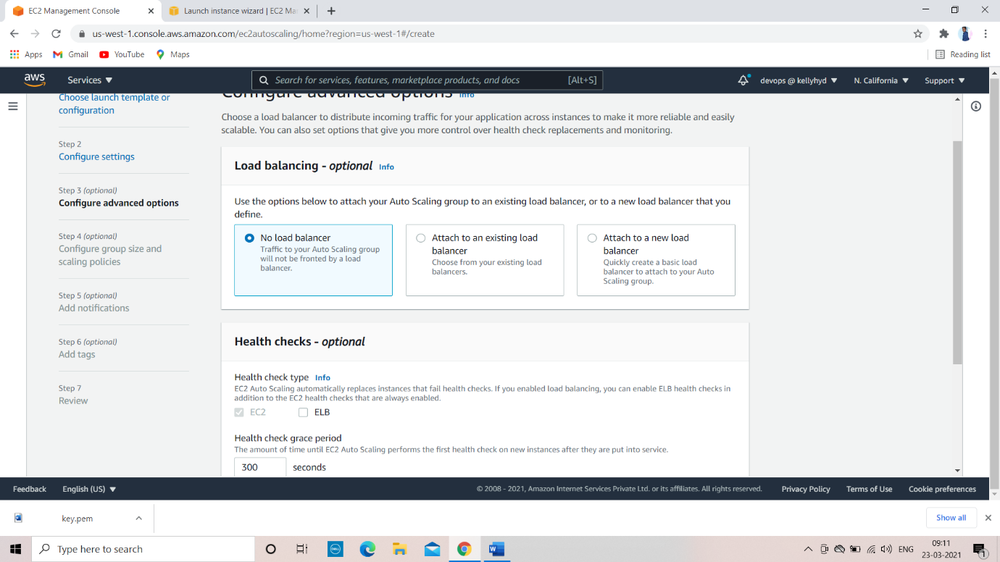 EC2 Management Console
Launch instance wizard | EC2 Ma
us-west-1.console.aws.amazon.com/ec2autoscaling/home?region=us-west-1#/create
Apps Gmail YouTube Maps Reading list
aws Services ▼ Search for services, features, marketplace products, and docs [Alt+S] devops @ kellyhyd ▼ N. California ▼ Support ▼
Choose launch template or
configuration
Step 2
Configure settings
Step 3 (optional)
Configure advanced options
Step 4 (optional)
Configure group size and
scaling policies
Step 5 (optional)
Add notifications
Step 6 (optional)
Add tags
Step 7
Review
Configure advanced options Info
Choose a load balancer to distribute incoming traffic for your application across instances to make it more reliable and easily
scalable. You can also set options that give you more control over health check replacements and monitoring.
Load balancing - optional Info
Use the options below to attach your Auto Scaling group to an existing load balancer, or to a new load balancer that you
define.
No load balancer
Traffic to your Auto Scaling group
will not be fronted by a load
balancer.
Attach to an existing load
balancer
Choose from your existing load
balancers.
Attach to a new load
balancer
Quickly create a basic load
balancer to attach to your Auto
Scaling group.
Health checks - optional
Health check type Info
EC2 Auto Scaling automatically replaces instances that fail health checks. If you enabled load balancing, you can enable ELB health checks in
addition to the EC2 health checks that are always enabled.
EC2 ELB
Health check grace period
The amount of time until EC2 Auto Scaling performs the first health check on new instances after they are put into service.
300 seconds
Feedback English (US) ▼ © 2008 - 2021, Amazon Internet Services Private Ltd. or its affiliates. All rights reserved. Privacy Policy Terms of Use Cookie preferences
key.pem Show all
Type here to search
DELL
W
ENG
09:11
23-03-2021
1